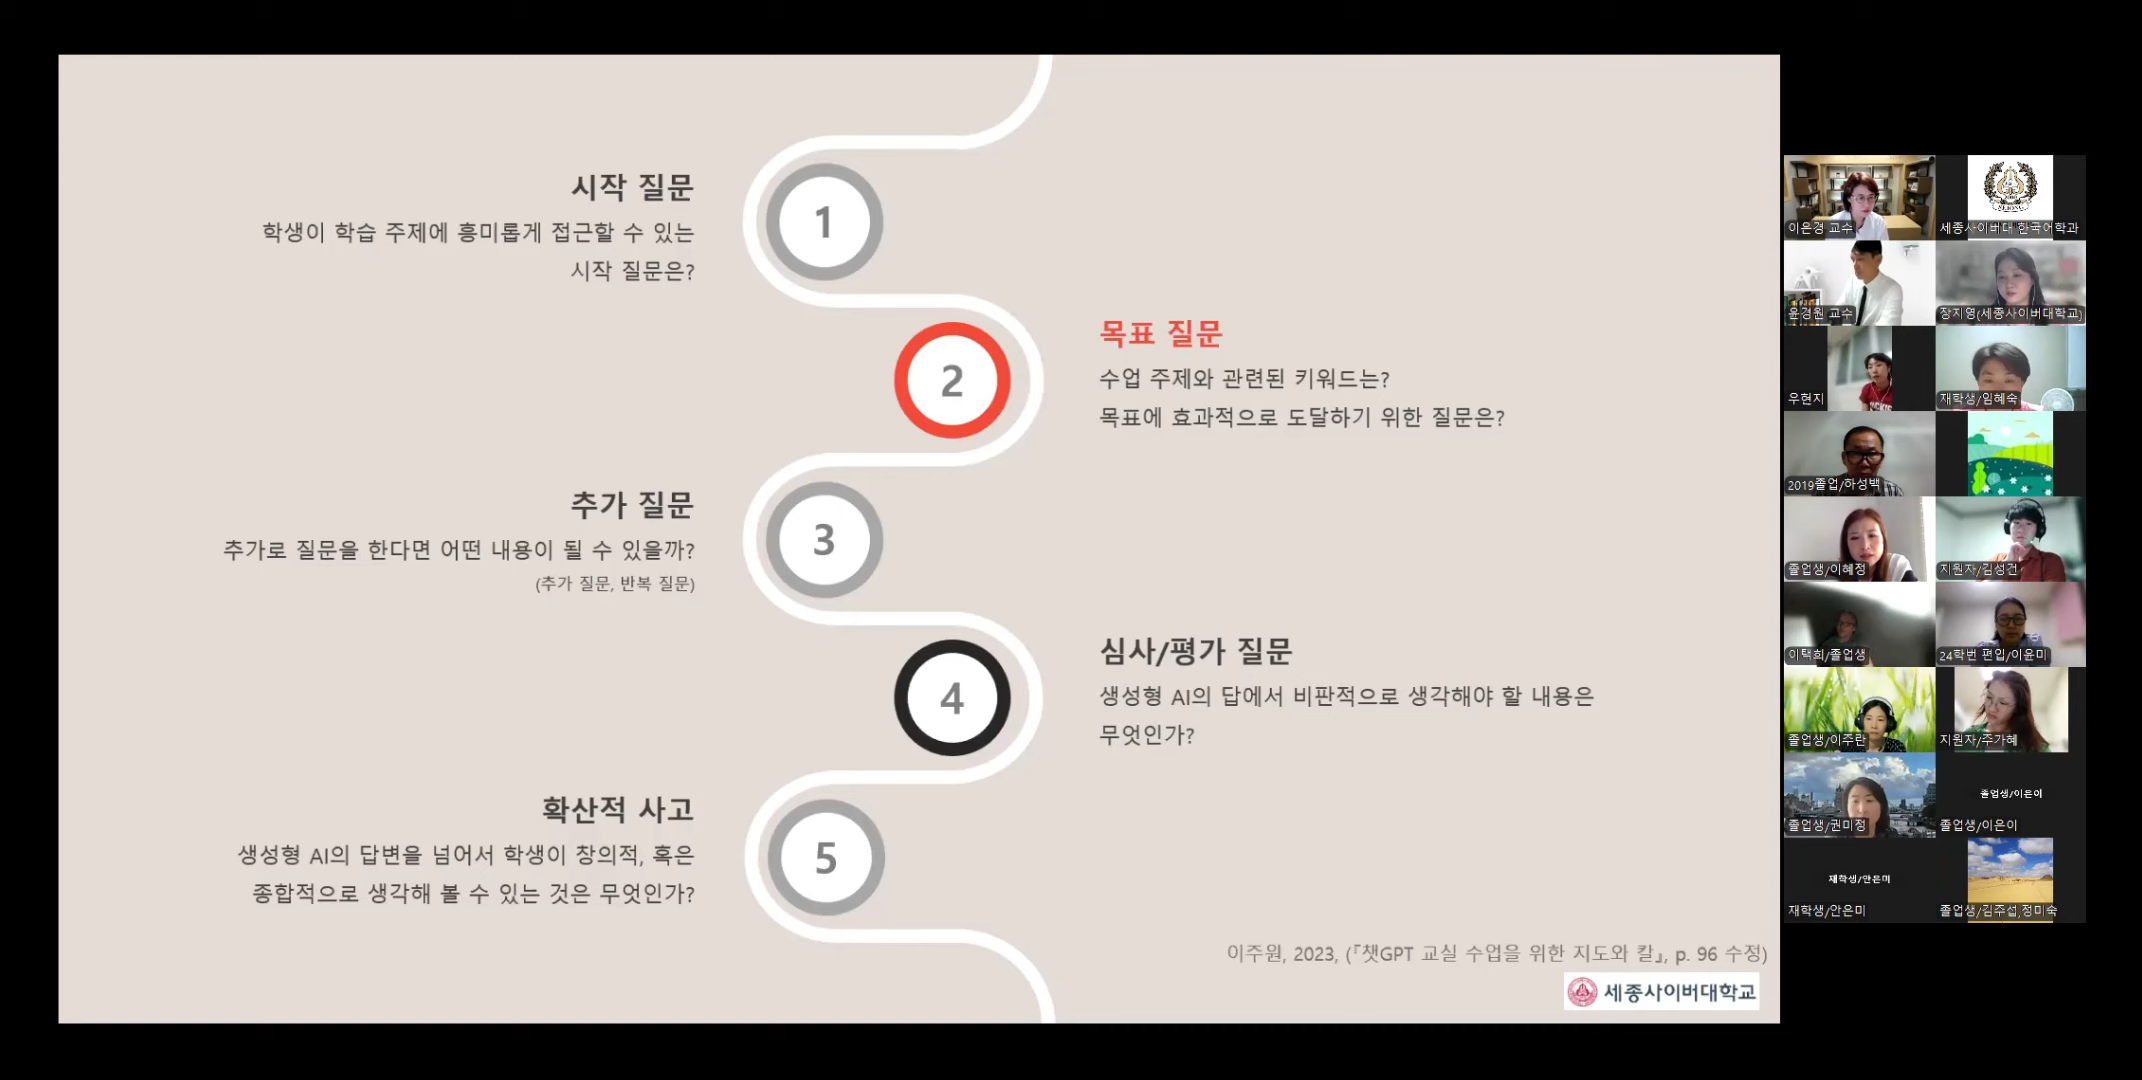 시작 질문
학생이 학습 주제에 흥미롭게 접근할 수 있는
시작 질문은?
1
목표 질문
수업 주제와 관련된 키워드는?
목표에 효과적으로 도달하기 위한 질문은?
2
추가 질문
추가로 질문을 한다면 어떤 내용이 될 수 있을까?
(추가 질문, 반복 질문)
3
심사/평가 질문
생성형 AI의 답에서 비판적으로 생각해야 할 내용은
무엇인가?
4
확산적 사고
생성형 AI의 답변을 넘어서 학생이 창의적, 혹은
종합적으로 생각해 볼 수 있는 것은 무엇인가?
5
이주원, 2023, (『챗GPT 교실 수업을 위한 지도와 칼』, p. 96 수정)
세종사이버대학교
이은경 교수
세종사이버대 한국어학과
윤경원 교수
장지영(세종사이버대학교)
우현지
재학생/임혜숙
2019졸업/하성백
졸업생/이혜정
지원자/김성건
이택희/졸업생
24학번 편입/이윤미
졸업생/이주란
지원자/주가혜
졸업생/권미정
졸업생/이은이
졸업생/이은이
재학생/안은미
재학생/안은미
졸업생/김주섭,정미숙